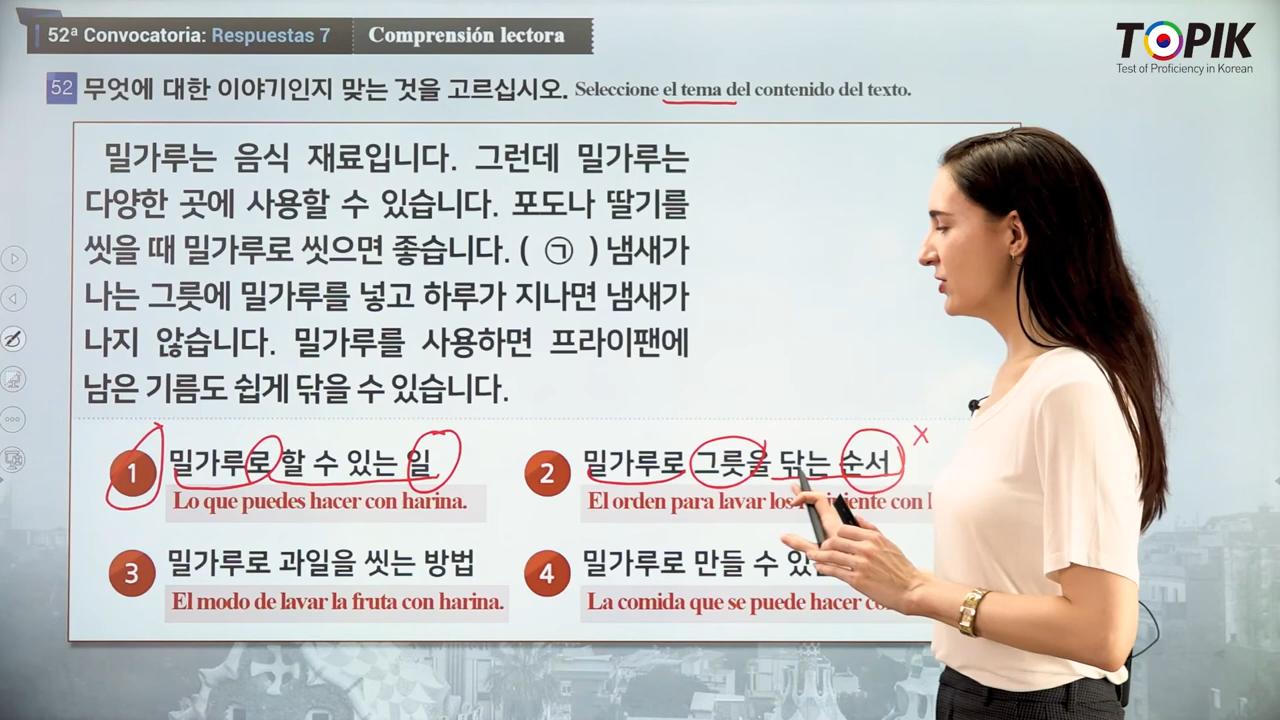 52ª Convocatoria: Respuestas 7
Comprensión lectora
TOPIK
Test of Proficiency in Korean
52 무엇에 대한 이야기인지 맞는 것을 고르십시오. Seleccione el tema del contenido del texto.
밀가루는 음식 재료입니다. 그런데 밀가루는
다양한 곳에 사용할 수 있습니다. 포도나 딸기를
씻을 때 밀가루로 씻으면 좋습니다. ( ㉠ ) 냄새가
나는 그릇에 밀가루를 넣고 하루가 지나면 냄새가
나지 않습니다. 밀가루를 사용하면 프라이팬에
남은 기름도 쉽게 닦을 수 있습니다.
1 밀가루로 할 수 있는 일
Lo que puedes hacer con harina.
2 밀가루로 그릇을 닦는 순서 X
El orden para lavar los con
3 밀가루로 과일을 씻는 방법
El modo de lavar la fruta con harina.
4 밀가루로 만들 수
La comida que se puede hacer